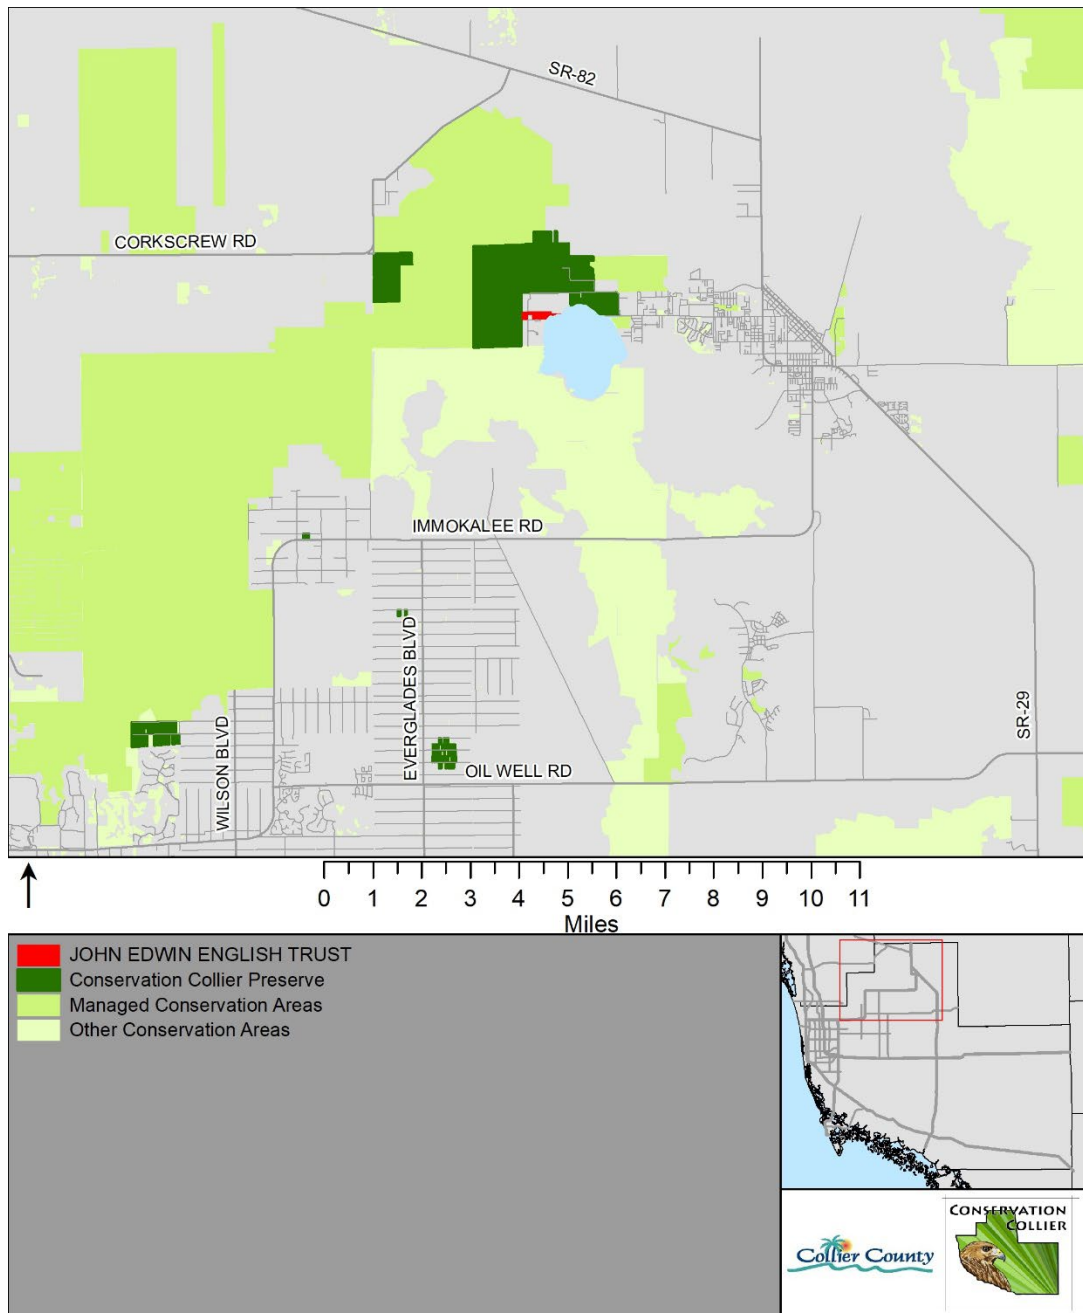 SR-82
CORKSCREW RD
IMMOKALEE RD
EVERGLADES BLVD
WILSON BLVD
OIL WELL RD
SR-29
0 1 2 3 4 5 6 7 8 9 10 11
Miles
JOHN EDWIN ENGLISH TRUST
Conservation Collier Preserve
Managed Conservation Areas
Other Conservation Areas
Collier County
CONSERVATION
COLLIER